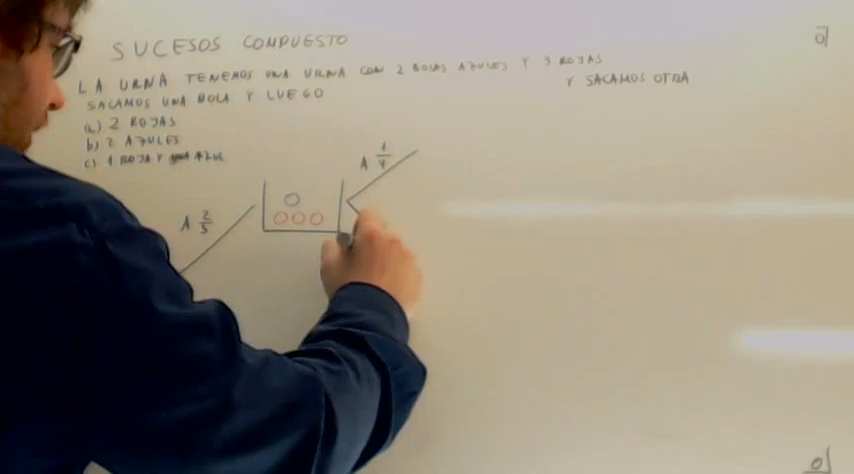 SUCESOS COMPUESTO
LA URNA TENEMOS UNA URNA CON 2 BOLAS AZULES Y 3 ROJAS
SACAMOS UNA BOLA Y LUEGO Y SACAMOS OTRA
a) 2 ROJAS
b) 2 AZULES
c) 1 ROJA Y AZUL
A 1/4
A 2/5